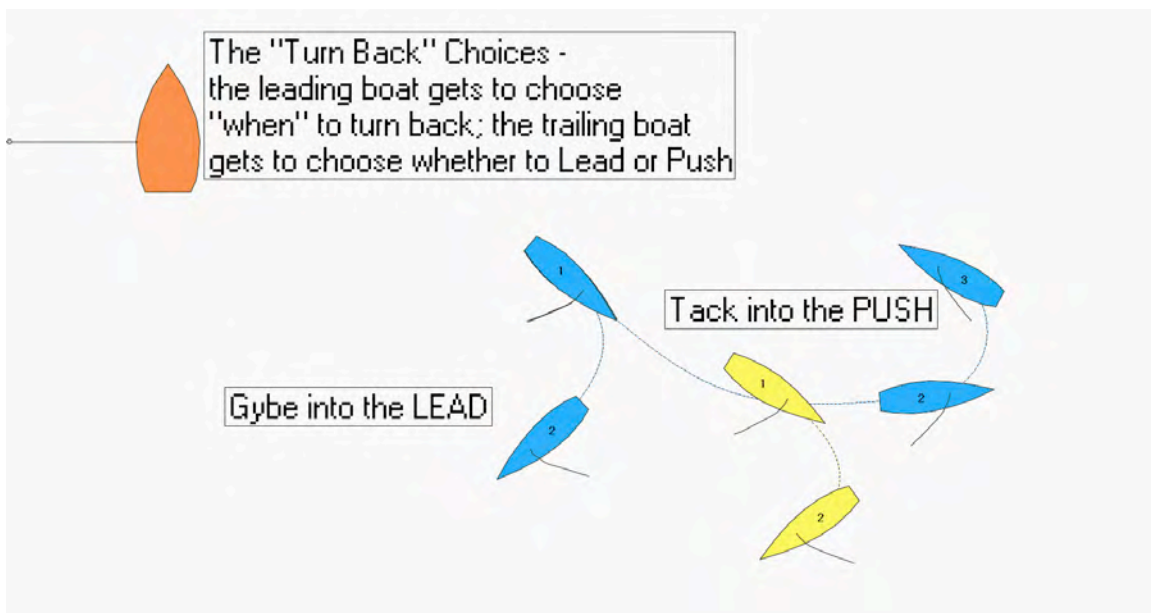 The "Turn Back" Choices -
the leading boat gets to choose
"when" to turn back; the trailing boat
gets to choose whether to Lead or Push
1
3
Tack into the PUSH
1
2
Gybe into the LEAD
2
2